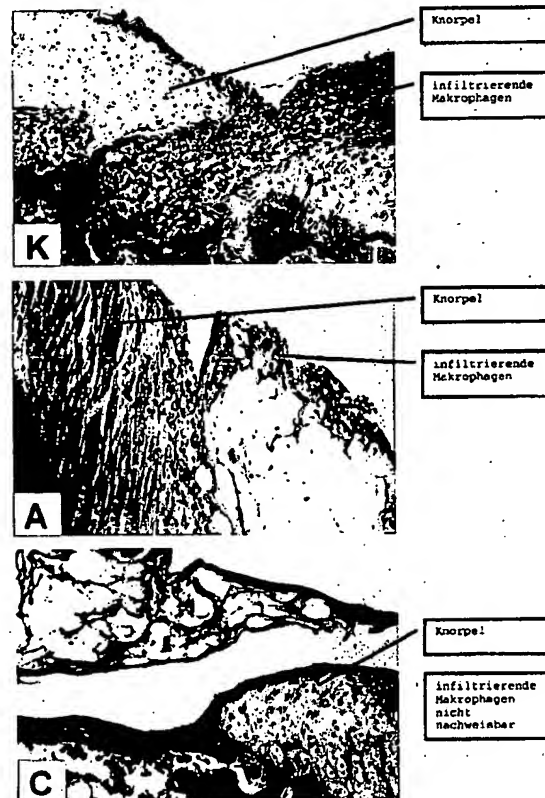 Knorpel
infiltrierende
Makrophagen
K
Knorpel
infiltrierende
Makrophagen
A
Knorpel
infiltrierende
Makrophagen
nicht
nachweisbar
C